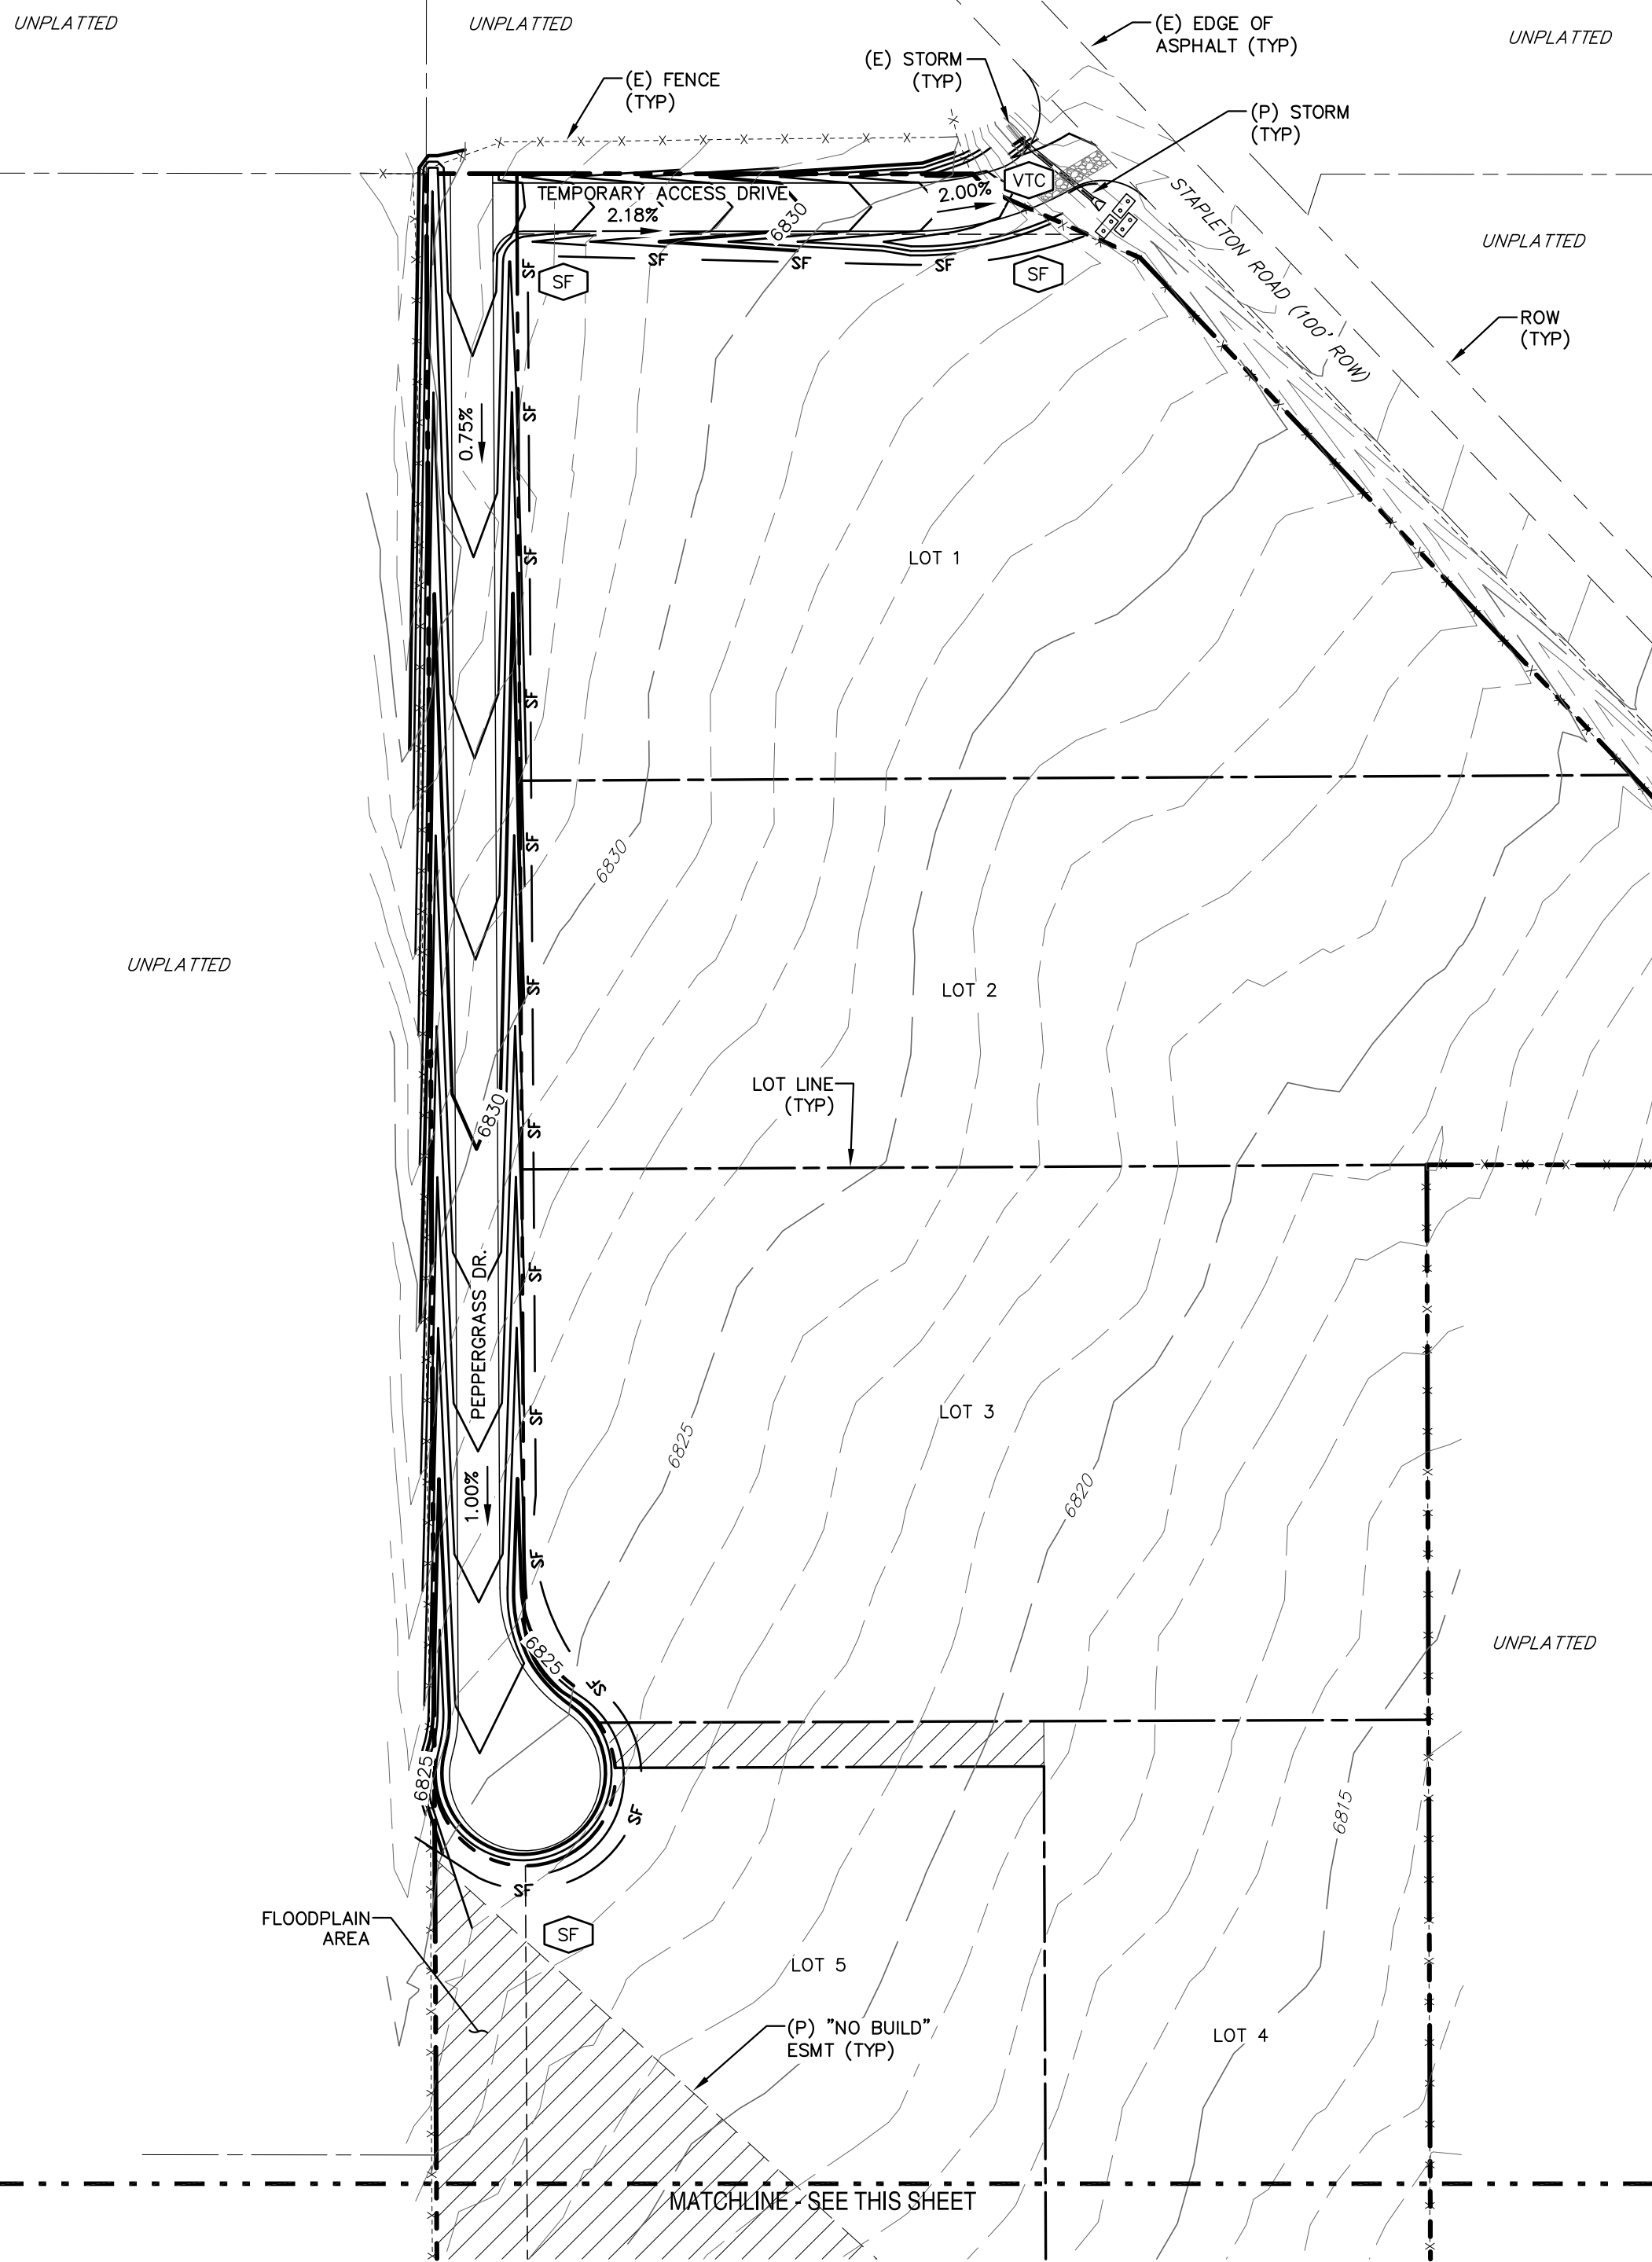 UNPLATTED
UNPLATTED
(E) EDGE OF
ASPHALT (TYP)
UNPLATTED
(E) STORM
(TYP)
(E) FENCE
(TYP)
(P) STORM
(TYP)
TEMPORARY ACCESS DRIVE
2.18%
6830
2.00%
VTC
STAPLETON ROAD (100' ROW)
UNPLATTED
SF
SF
SF
SF
SF
SF
ROW
(TYP)
0.75%
SF
SF
LOT 1
SF
SF
6830
UNPLATTED
SF
LOT 2
LOT LINE
(TYP)
6830
SF
SF
PEPPERGRASS DR.
SF
LOT 3
6825
6820
1.00%
SF
6825
SF
UNPLATTED
6825
SF
6815
SF
FLOODPLAIN
AREA
SF
LOT 5
(P) "NO BUILD"
ESMT (TYP)
LOT 4
MATCHLINE - SEE THIS SHEET